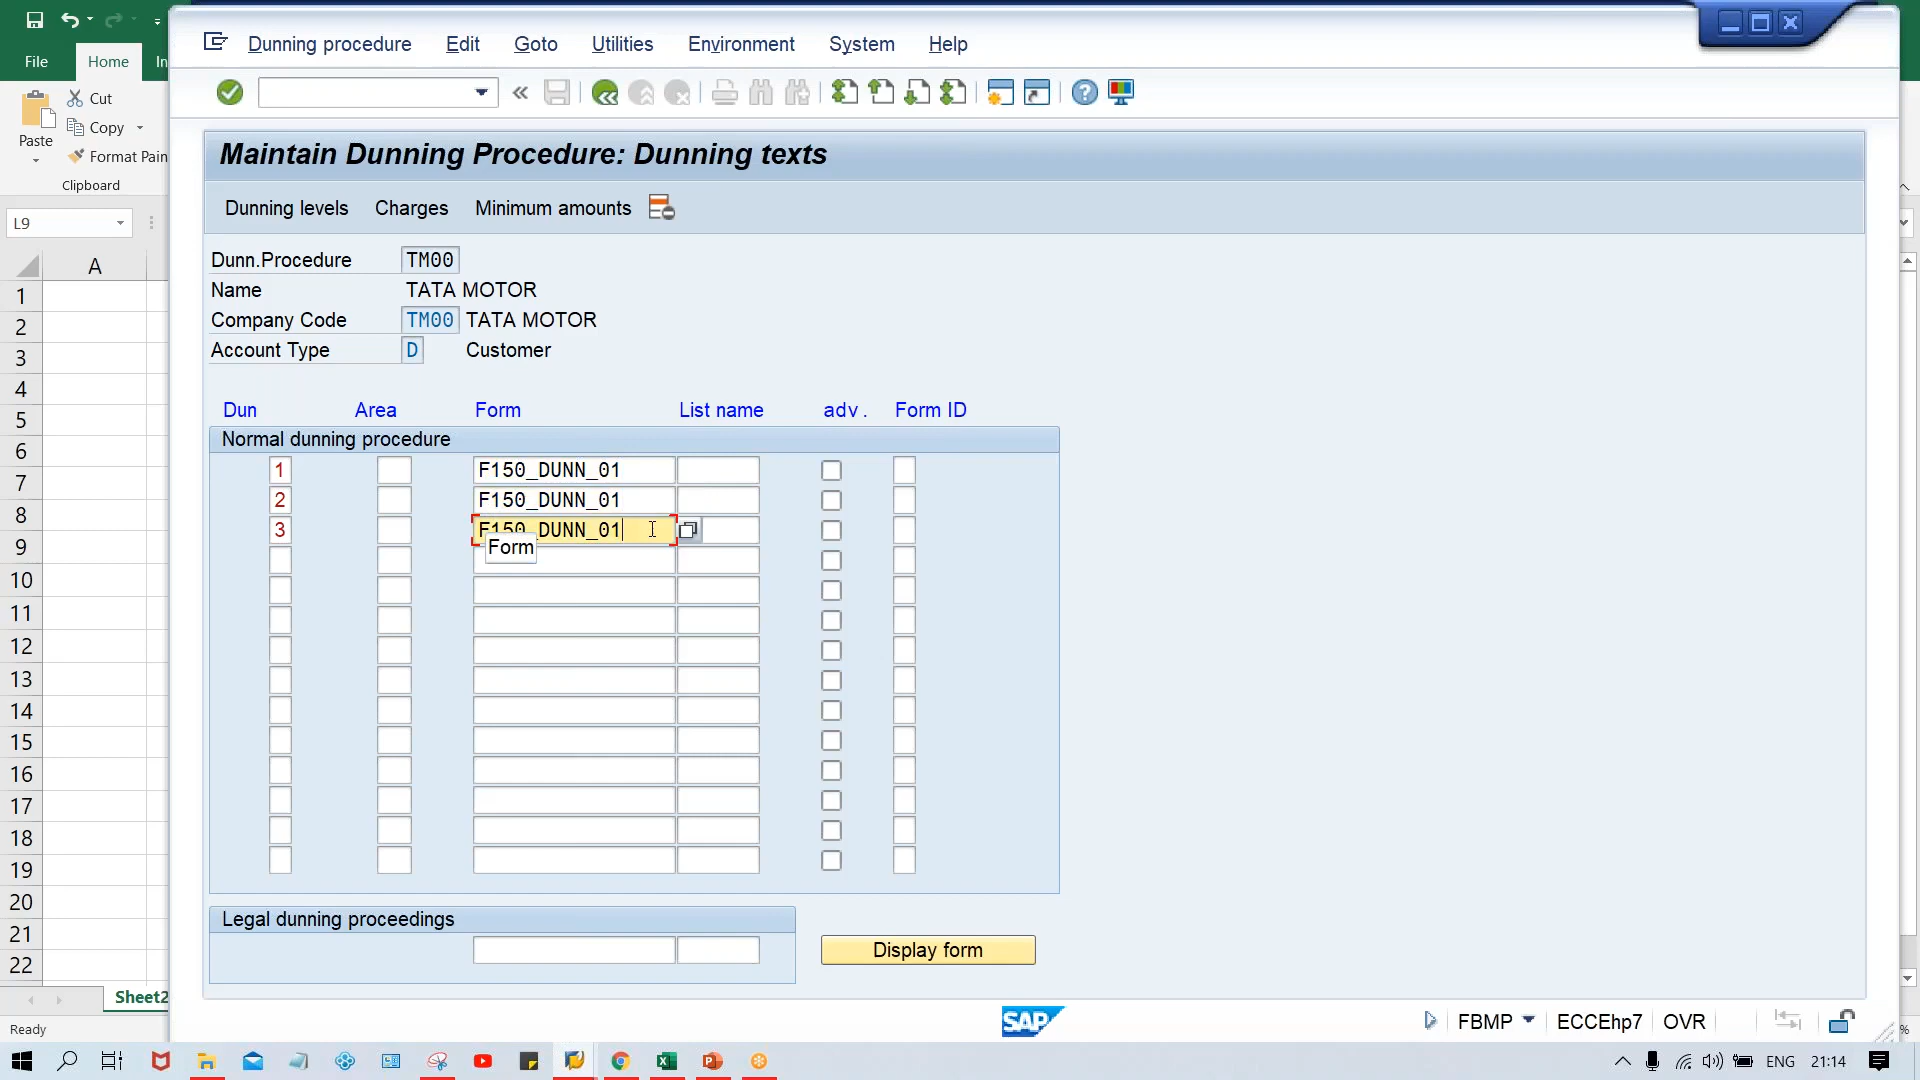 Dunning procedure Edit Goto Utilities Environment System Help
File Home In
Cut
Copy
Paste
Format Pain
Clipboard
Maintain Dunning Procedure: Dunning texts
Dunning levels Charges Minimum amounts
L9
A
Dunn.Procedure TM00
Name TATA MOTOR
Company Code TM00 TATA MOTOR
Account Type D Customer
Dun Area Form List name adv. Form ID
Normal dunning procedure
1 F150_DUNN_01
2 F150_DUNN_01
3 F150_DUNN_01
Form
1
2
3
4
5
6
7
8
9
10
11
12
13
14
15
16
17
18
19
20
21
22
Legal dunning proceedings
Display form
Sheet2
Ready
SAP
FBMP ECCEhp7 OVR
%
ENG 21:14